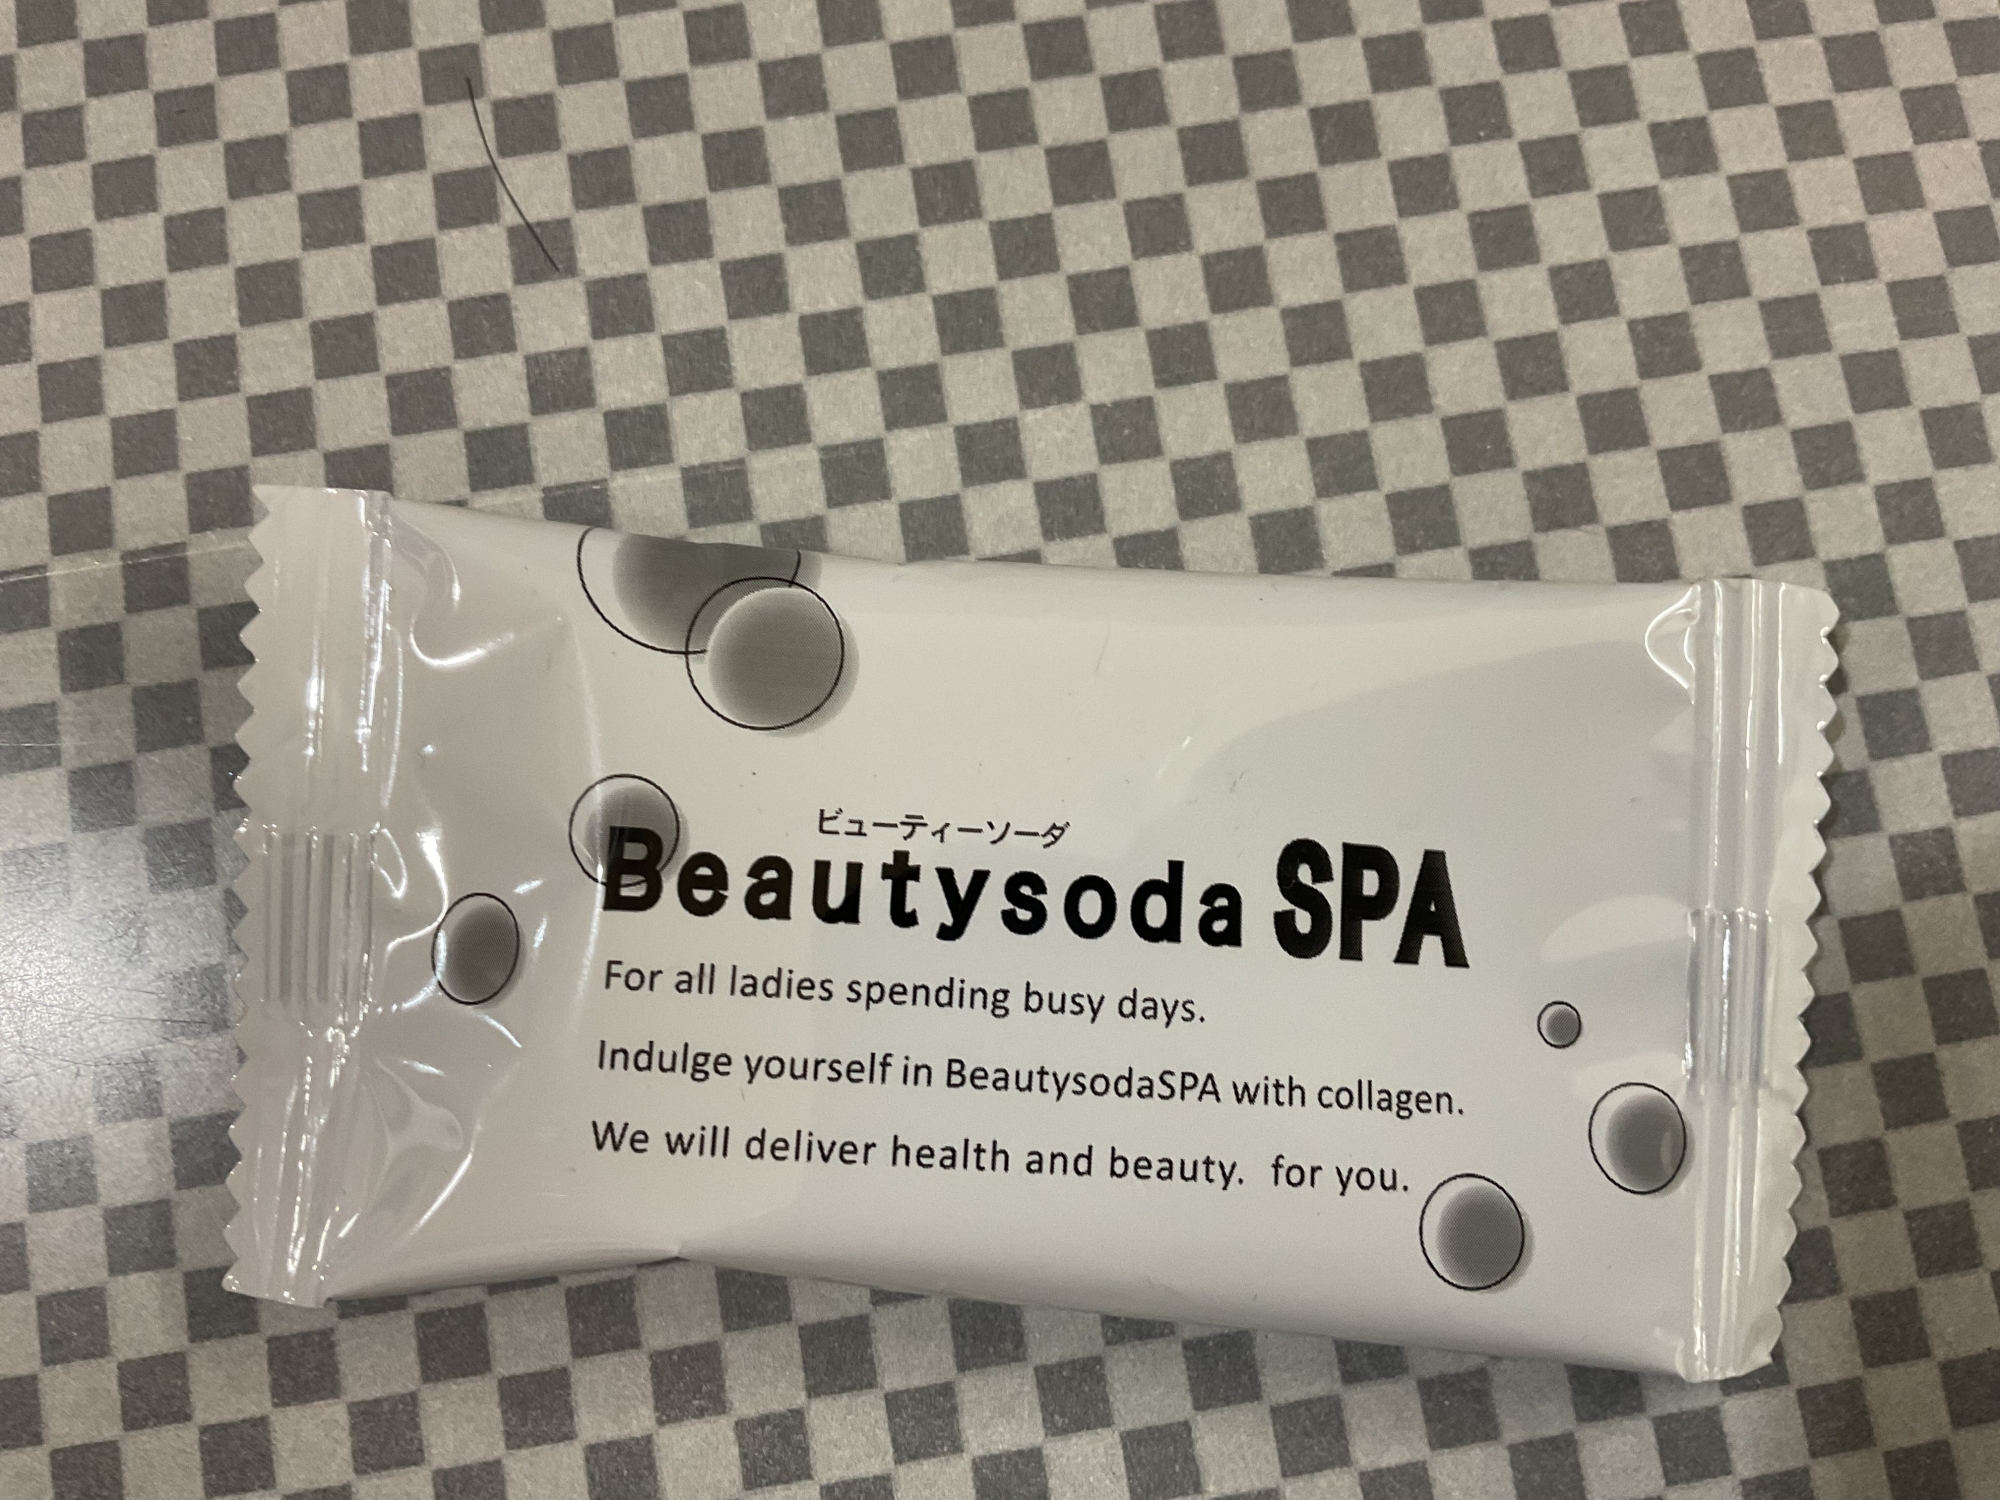 ビューティーソーダ
Beautysoda SPA
For all ladies spending busy days.
Indulge yourself in BeautysodaSPA with collagen.
We will deliver health and beauty.  for you.